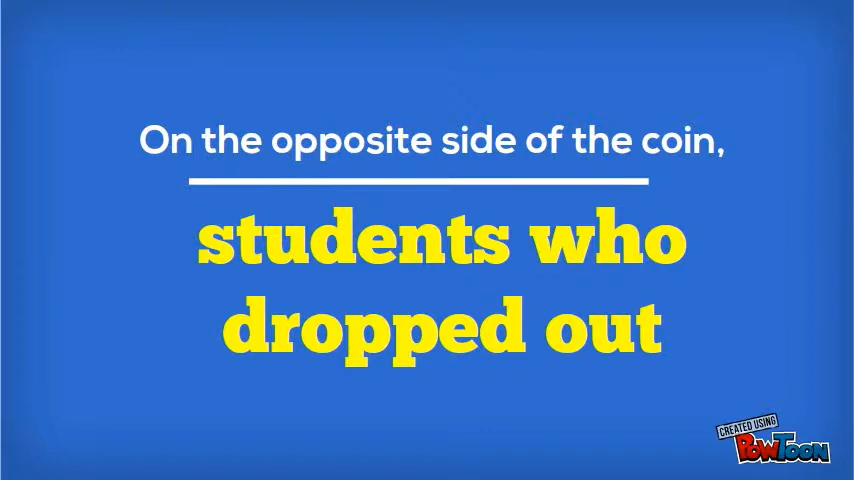 On the opposite side of the coin,
students who
dropped out
CREATED USING
POWTOON